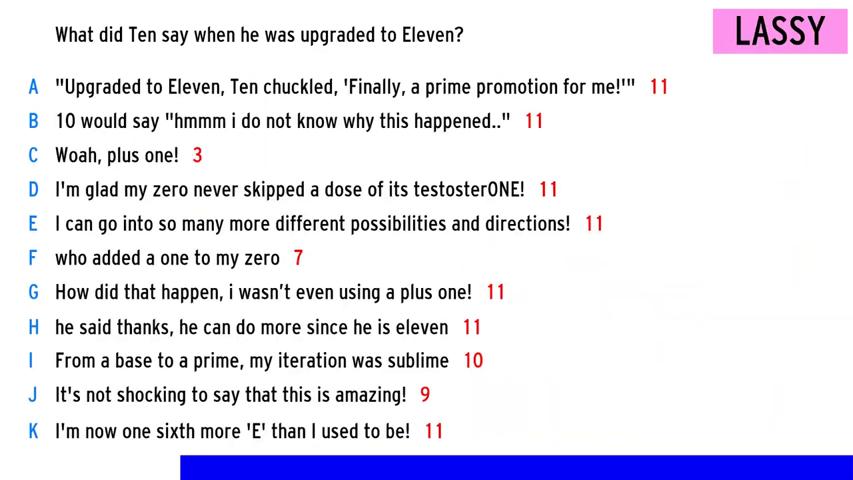 What did Ten say when he was upgraded to Eleven?
LASSY
A "Upgraded to Eleven, Ten chuckled, 'Finally, a prime promotion for me!'" 11
B 10 would say "hmmm i do not know why this happened.." 11
C Woah, plus one! 3
D I'm glad my zero never skipped a dose of its testosterONE! 11
E I can go into so many more different possibilities and directions! 11
F who added a one to my zero 7
G How did that happen, i wasn't even using a plus one! 11
H he said thanks, he can do more since he is eleven 11
I From a base to a prime, my iteration was sublime 10
J It's not shocking to say that this is amazing! 9
K I'm now one sixth more 'E' than I used to be! 11